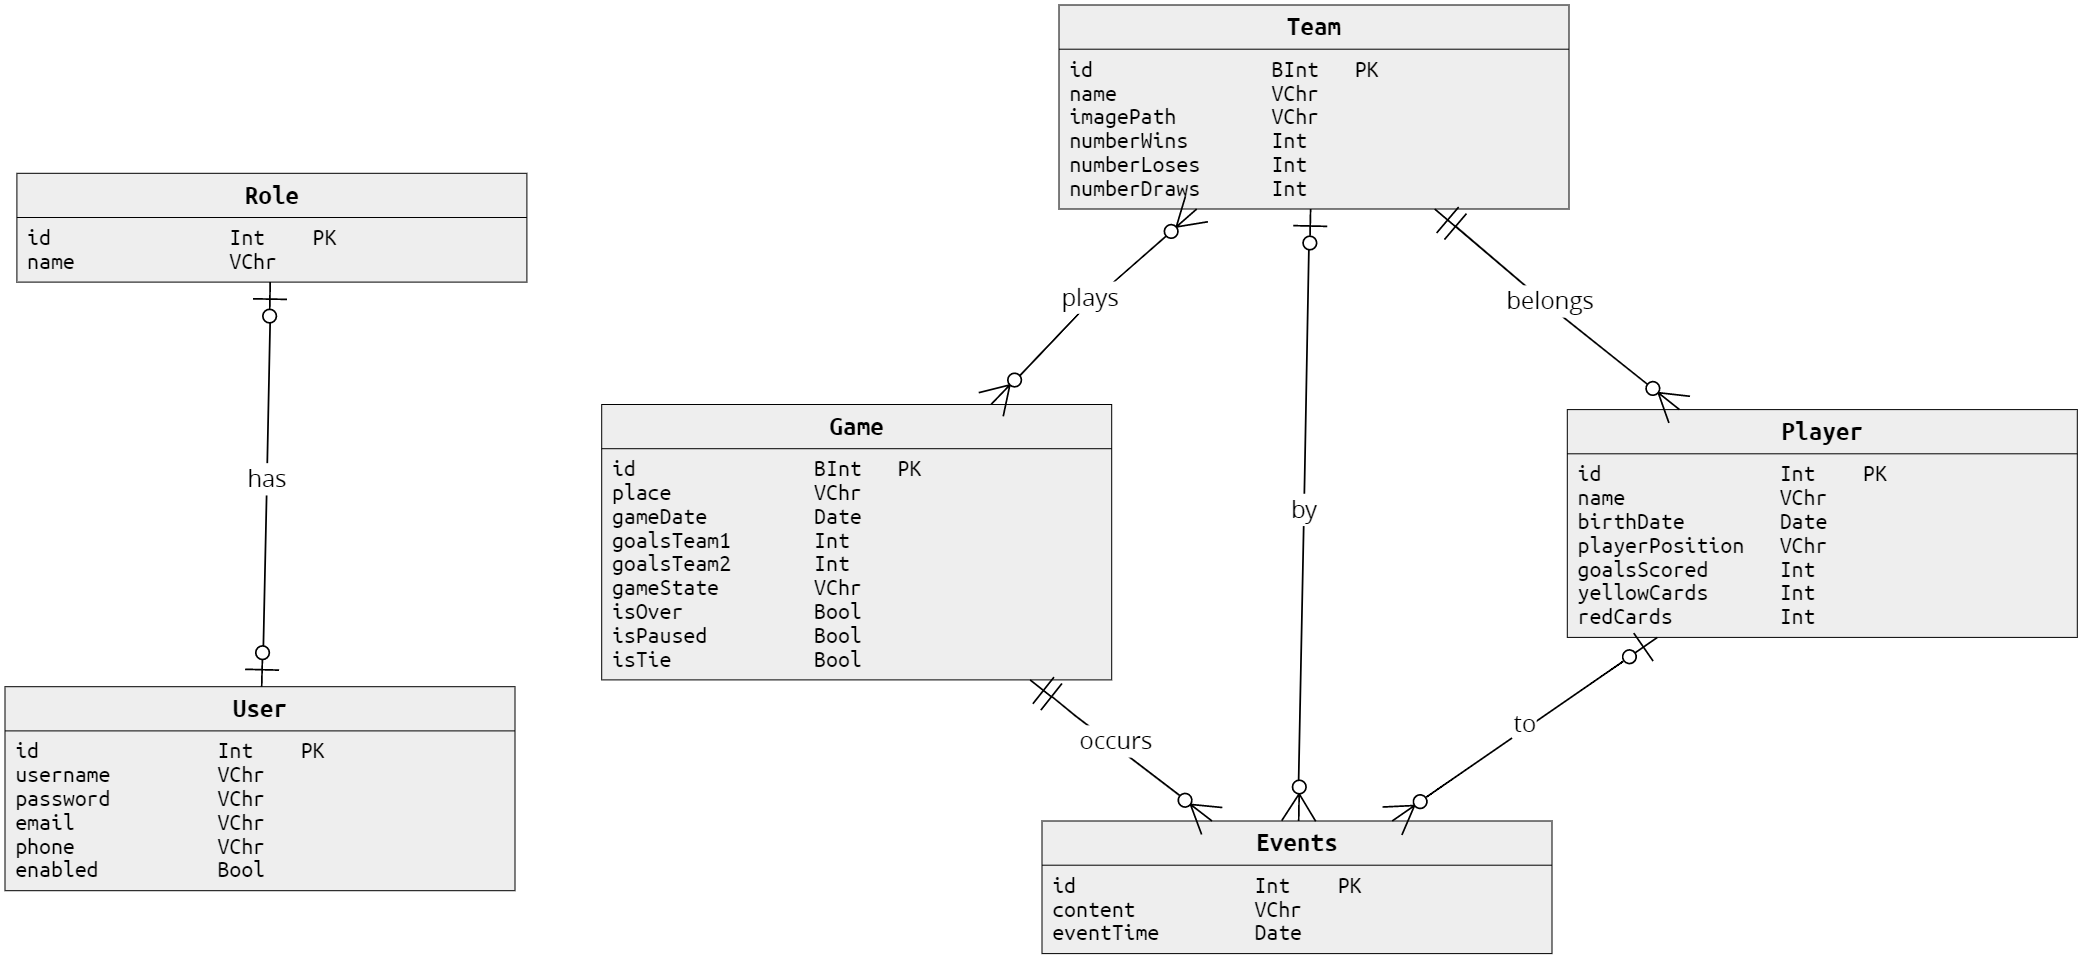 Team
id BInt PK
name VChr
imagePath VChr
numberWins Int
numberLoses Int
numberDraws Int
Role
id Int PK
name VChr
plays
belongs
has
by
Game
id BInt PK
place VChr
gameDate Date
goalsTeam1 Int
goalsTeam2 Int
gameState VChr
isOver Bool
isPaused Bool
isTie Bool
Player
id Int PK
name VChr
birthDate Date
playerPosition VChr
goalsScored Int
yellowCards Int
redCards Int
User
id Int PK
username VChr
password VChr
email VChr
phone VChr
enabled Bool
occurs
to
Events
id Int PK
content VChr
eventTime Date